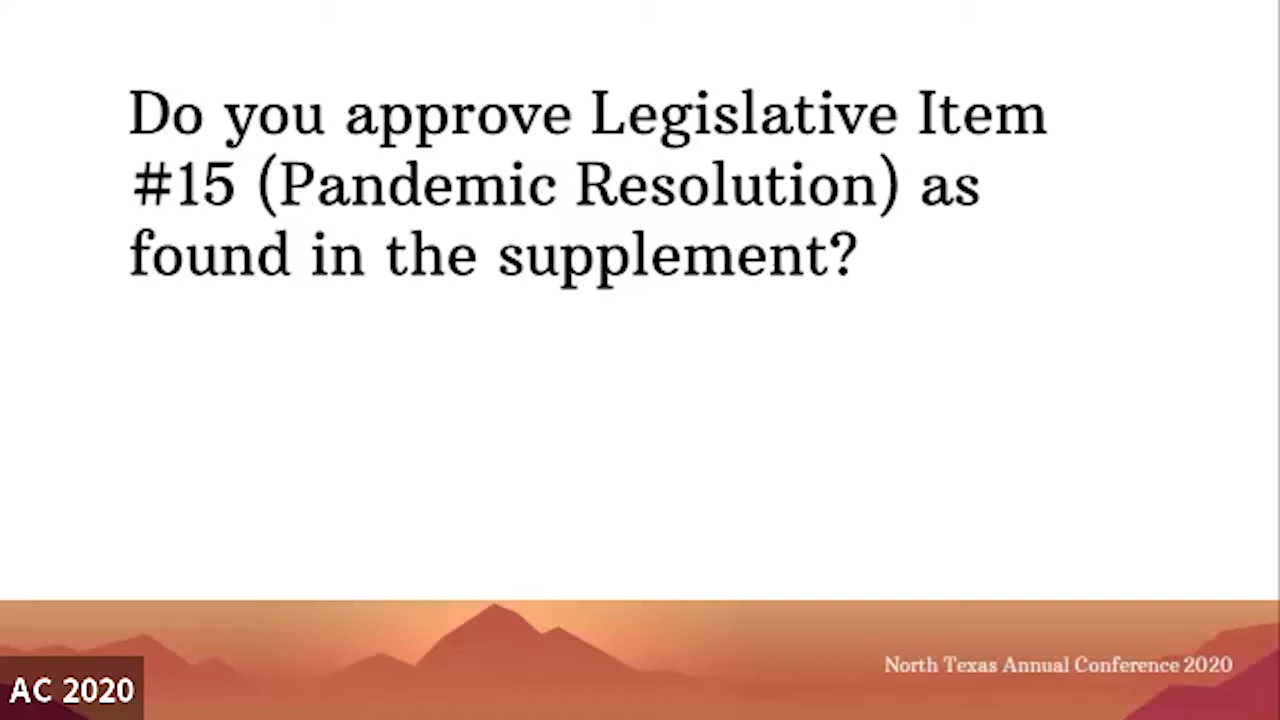 Do you approve Legislative Item
#15 (Pandemic Resolution) as
found in the supplement?
North Texas Annual Conference 2020
AC 2020